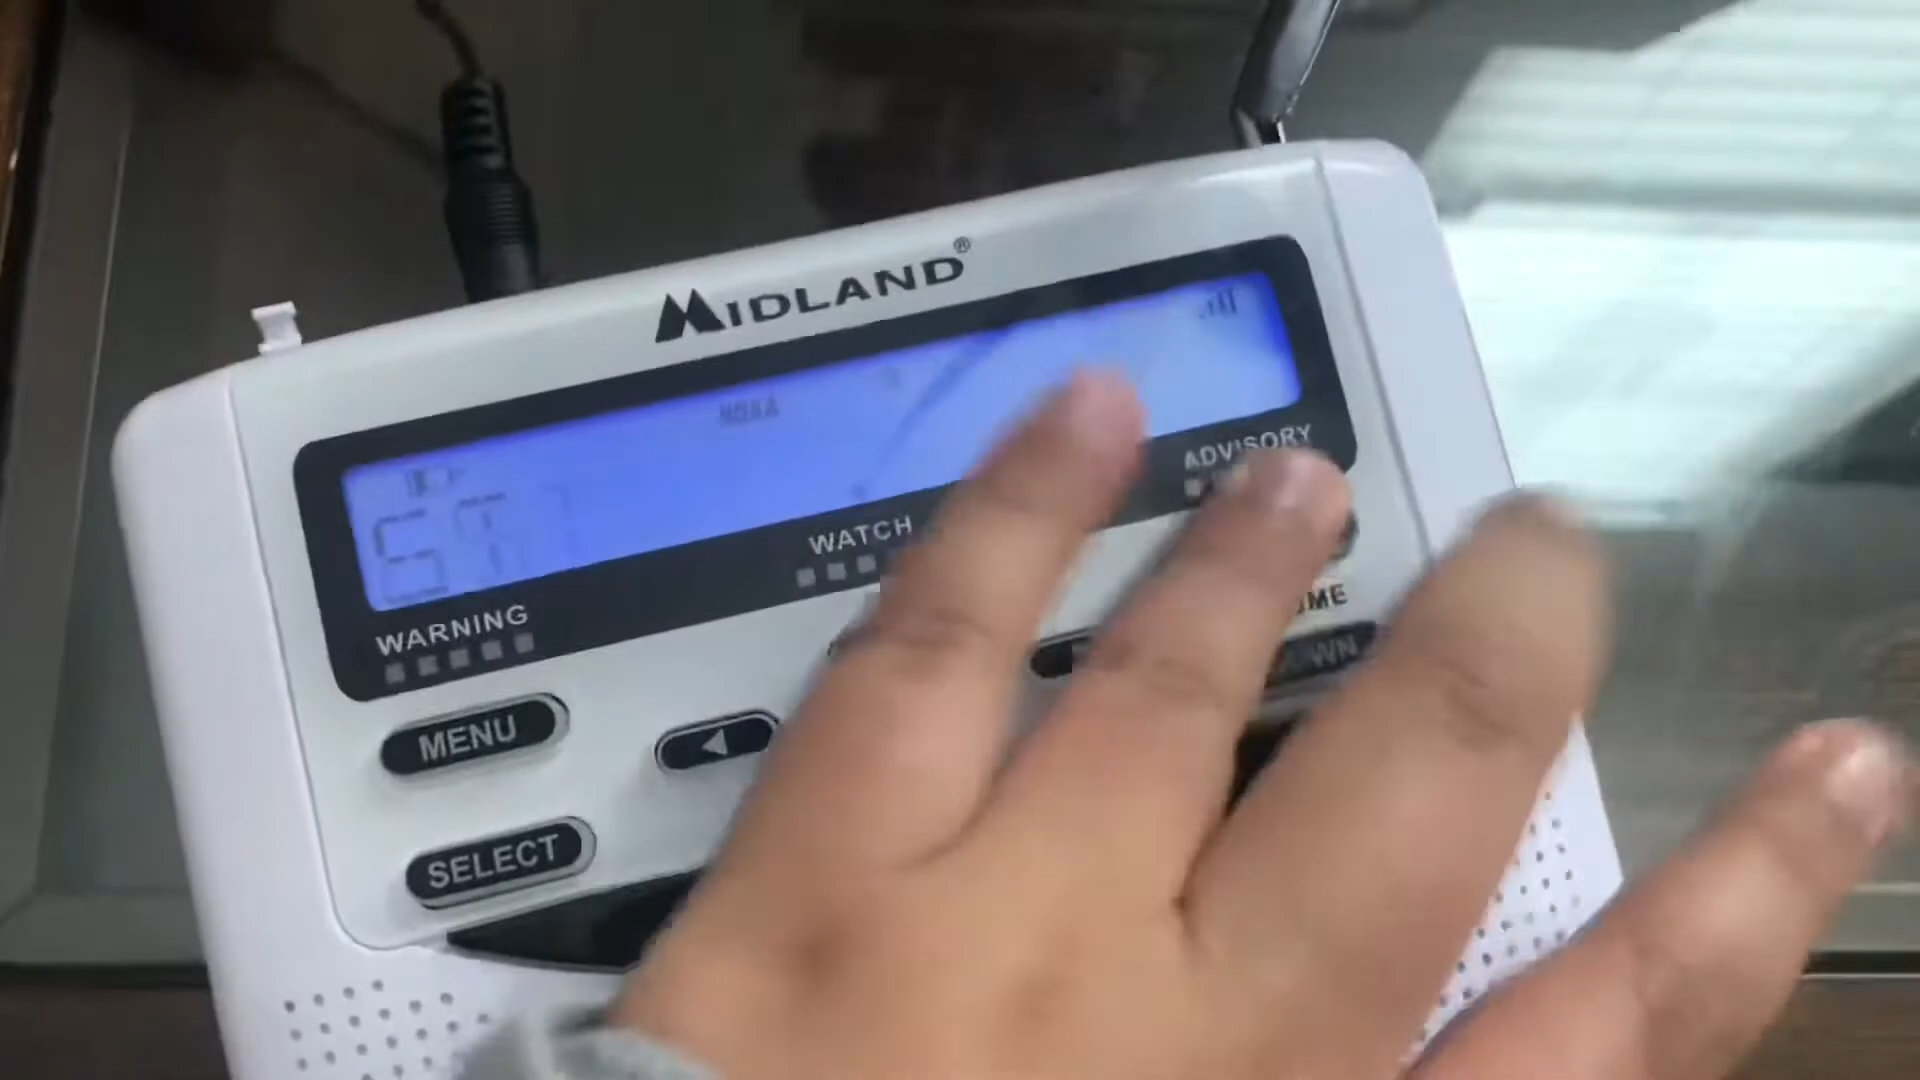 MIDLAND®
NOAA
ADVISORY
WATCH
WARNING
MENU
SELECT